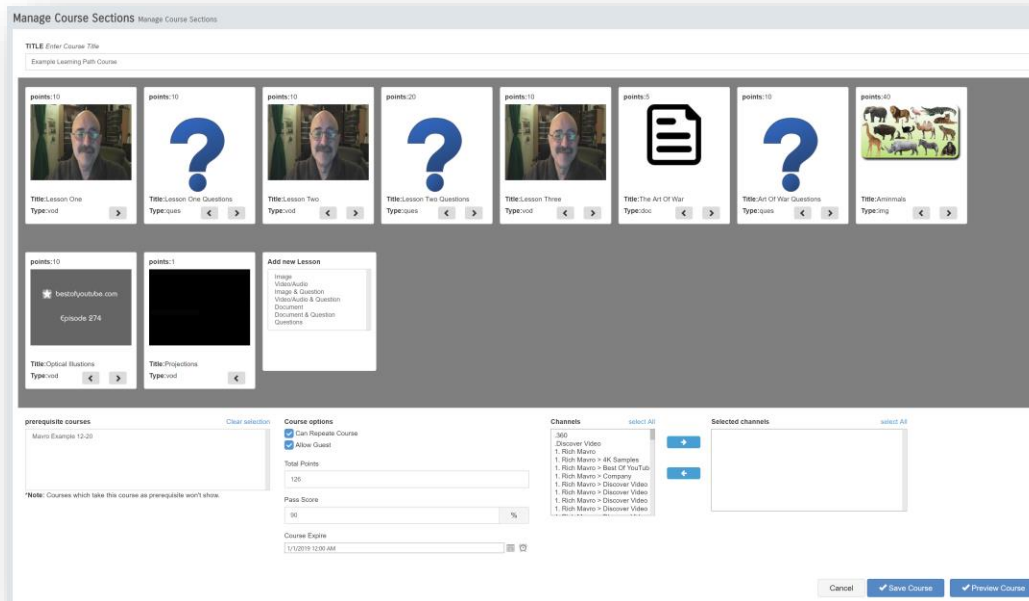 Manage Course Sections Manage Course Sections
TITLE Enter Course Title
Example Learning Path Course
points:10
Title:Lesson One
Type:vod
points:10
Title:Lesson One Questions
Type:ques
points:10
Title:Lesson Two
Type:vod
points:20
Title:Lesson Two Questions
Type:ques
points:10
Title:Lesson Three
Type:vod
points:5
Title:The Art Of War
Type:doc
points:10
Title:Art Of War Questions
Type:ques
points:40
Title:Aminmals
Type:img
points:10
bestofyoutube.com
Episode 274
Title:Optical Illustions
Type:vod
points:1
Title:Projections
Type:vod
Add new Lesson
Image
Video/Audio
Image & Question
Video/Audio & Question
Document
Document & Question
Questions
prerequisite courses Clear selection
Mavro Example 12-20
*Note: Courses which take this course as prerequisite won't show.
Course options
Can Repeate Course
Allow Guest
Total Points
126
Pass Score
90 %
Course Expire
1/1/2019 12:00 AM
Channels select All
.360
.Discover Video
1. Rich Mavro
1. Rich Mavro > 4K Samples
1. Rich Mavro > Best Of YouTub
1. Rich Mavro > Company
1. Rich Mavro > Discover Video
1. Rich Mavro > Discover Video
1. Rich Mavro > Discover Video
1. Rich Mavro > Discover Video
Selected channels select All
Cancel
Save Course
Preview Course